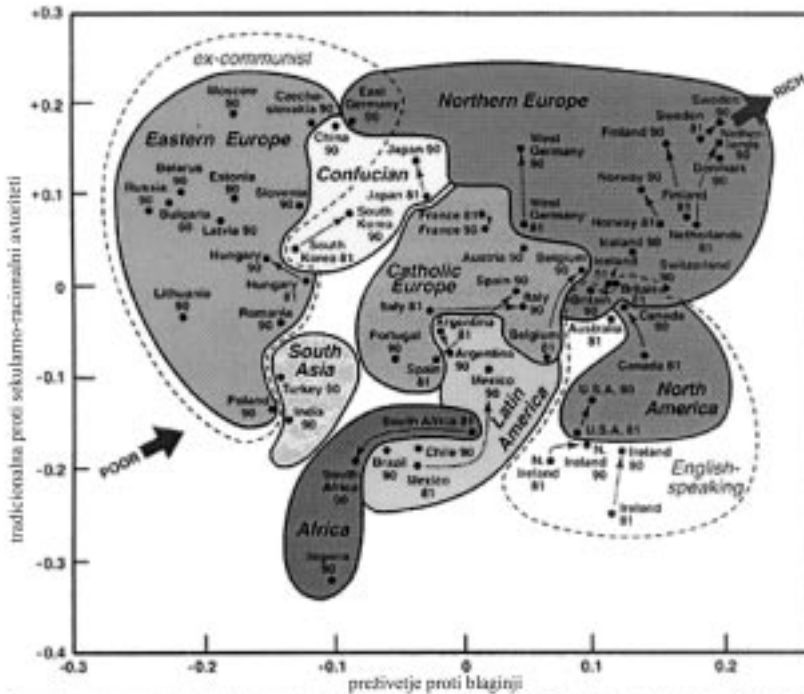 +0.3
+0.2
+0.1
0
-0.1
-0.2
-0.3
+0.4
-0.3
-0.2
-0.1
0
0.1
0.2
tradicionalna proti sekularno-racionalni avtoriteti
preživetje proti blaginji
ex-communist
Moscow
90
Czecho-
slovakia 90
East
Germany
90
Northern Europe
RICH
Sweden
90
Sweden
81
Finland 90
Nether-
lands
90
Denmark
90
Eastern Europe
China
90
West
Germany
90
Japan 90
Confucian
Japan 81
Belarus
90
Estonia
90
Russia
90
Slovenia
90
Bulgaria
90
Latvia 90
South
Korea
90
South
Korea 81
Norway 90
Finland
81
Norway 81
Netherlands
81
West
Germany
81
France 81
France 90
Austria 90
Belgium
90
Iceland 90
Iceland
81
Switzerland
90
Hungary
90
Hungary
81
Catholic
Europe
Spain 90
Italy 81
Italy
90
Britain
90
Britain
81
Canada
90
Australia
81
Canada 81
Lithuania
90
Romania
90
Portugal
90
Spain
81
Argentina
81
Argentina
90
Belgium
81
Mexico
90
South
Asia
Turkey 90
India
90
Poland
90
POOR
Latin
America
U.S.A. 90
U.S.A. 81
North
America
South Africa 81
South
Africa
90
Brazil
90
Chile 90
Mexico
81
N.
Ireland
81
N.
Ireland
90
Ireland
90
Ireland
81
English-
speaking
Africa
Nigeria
90